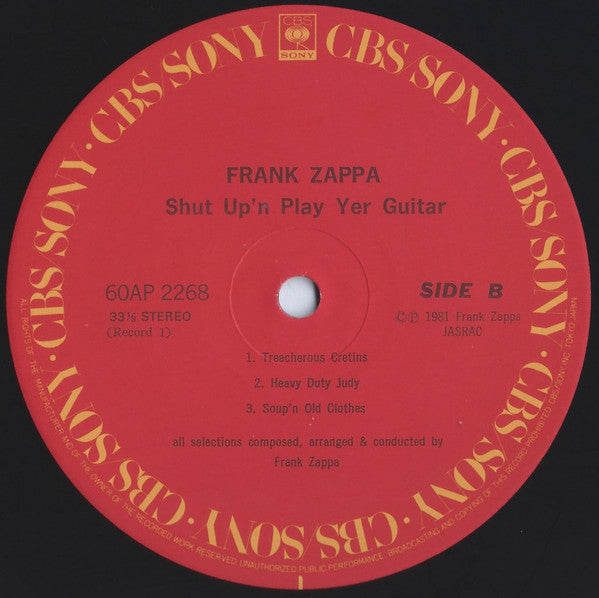 CBS
SONY
CBS/SONY · CBS/SONY · CBS/SONY · CBS/SONY · CBS/SONY · CBS/SONY · CBS/SONY · CBS/SONY
FRANK ZAPPA
Shut Up'n Play Yer Guitar
60AP 2268
33⅓ STEREO
(Record 1)
SIDE B
©℗ 1981 Frank Zappa
JASRAC
1. Treacherous Cretins
2. Heavy Duty Judy
3. Soup'n Old Clothes
all selections composed, arranged & conducted by
Frank Zappa
ALL RIGHTS OF THE MANUFACTURER AND OF THE OWNER OF THE RECORDED WORK RESERVED. UNAUTHORIZED PUBLIC PERFORMANCE, BROADCASTING AND COPYING OF THIS RECORD PROHIBITED. CBS/SONY INC. TOKYO JAPAN